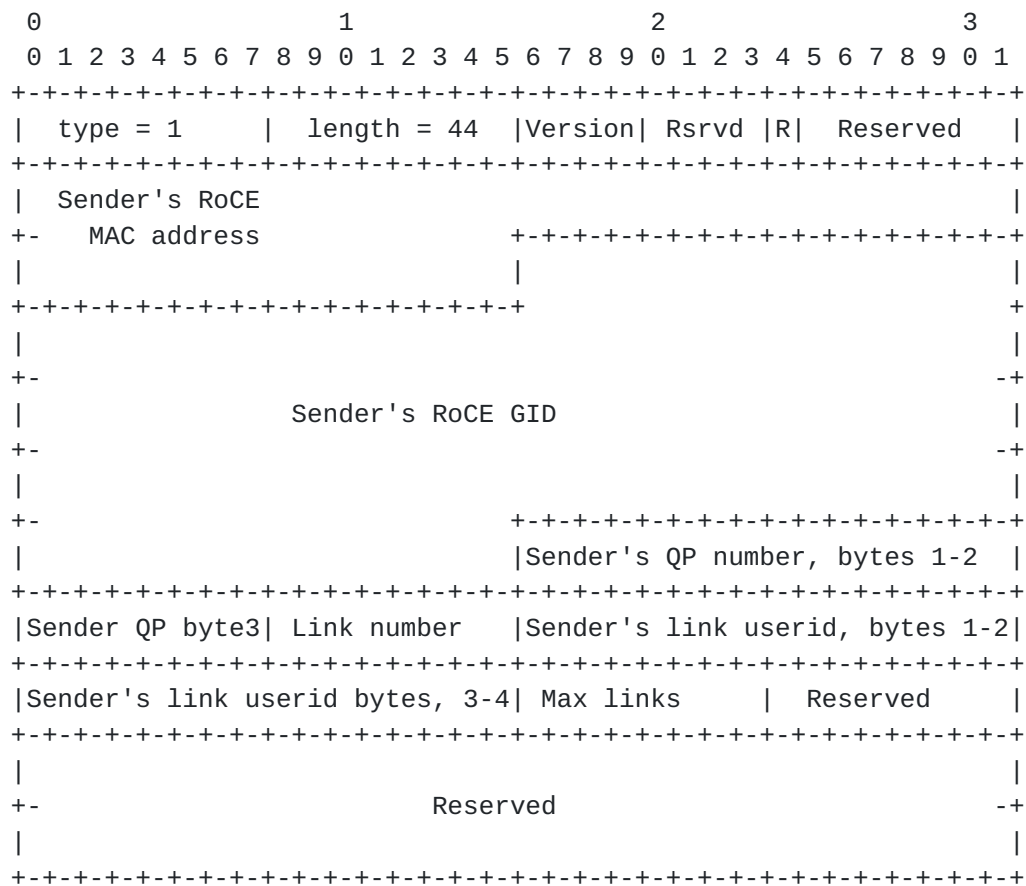 0                   1                   2                   3
 0 1 2 3 4 5 6 7 8 9 0 1 2 3 4 5 6 7 8 9 0 1 2 3 4 5 6 7 8 9 0 1
+-+-+-+-+-+-+-+-+-+-+-+-+-+-+-+-+-+-+-+-+-+-+-+-+-+-+-+-+-+-+-+-+
|  type = 1     |  length = 44  |Version| Rsrvd |R|  Reserved   |
+-+-+-+-+-+-+-+-+-+-+-+-+-+-+-+-+-+-+-+-+-+-+-+-+-+-+-+-+-+-+-+-+
|  Sender's RoCE                                                |
+-   MAC address                +-+-+-+-+-+-+-+-+-+-+-+-+-+-+-+-+
|                               |                               |
+-+-+-+-+-+-+-+-+-+-+-+-+-+-+-+-+                               +
|                                                               |
+-                                                             -+
|                 Sender's RoCE GID                             |
+-                                                             -+
|                                                               |
+-                              +-+-+-+-+-+-+-+-+-+-+-+-+-+-+-+-+
|                               |Sender's QP number, bytes 1-2  |
+-+-+-+-+-+-+-+-+-+-+-+-+-+-+-+-+-+-+-+-+-+-+-+-+-+-+-+-+-+-+-+-+
|Sender QP byte3| Link number   |Sender's link userid, bytes 1-2|
+-+-+-+-+-+-+-+-+-+-+-+-+-+-+-+-+-+-+-+-+-+-+-+-+-+-+-+-+-+-+-+-+
|Sender's link userid bytes, 3-4| Max links     |  Reserved     |
+-+-+-+-+-+-+-+-+-+-+-+-+-+-+-+-+-+-+-+-+-+-+-+-+-+-+-+-+-+-+-+-+
|                                                               |
+-                         Reserved                            -+
|                                                               |
+-+-+-+-+-+-+-+-+-+-+-+-+-+-+-+-+-+-+-+-+-+-+-+-+-+-+-+-+-+-+-+-+